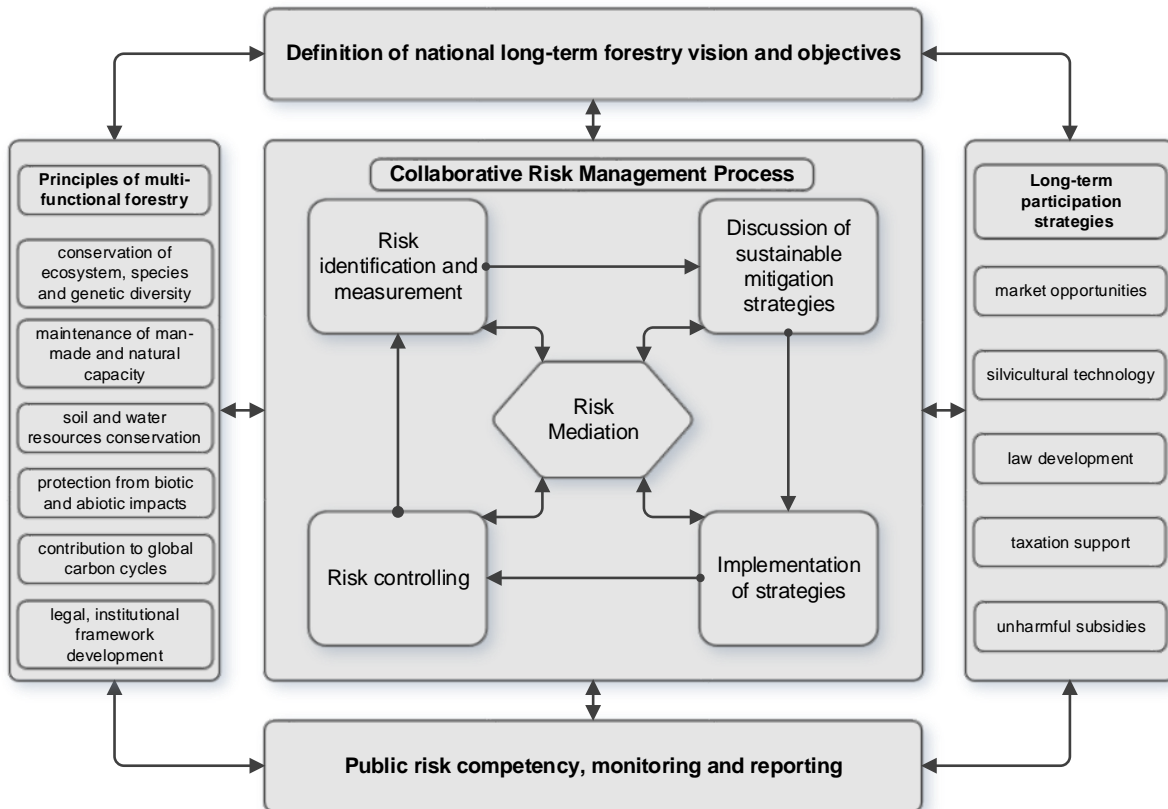 Definition of national long-term forestry vision and objectives
Principles of multi-
functional forestry
conservation of
ecosystem, species
and genetic diversity
maintenance of man-
made and natural
capacity
soil and water
resources conservation
protection from biotic
and abiotic impacts
contribution to global
carbon cycles
legal, institutional
framework
development
Collaborative Risk Management Process
Risk
identification and
measurement
Discussion of
sustainable
mitigation
strategies
Risk
Mediation
Risk controlling
Implementation
of strategies
Long-term
participation
strategies
market opportunities
silvicultural technology
law development
taxation support
unharmful subsidies
Public risk competency, monitoring and reporting